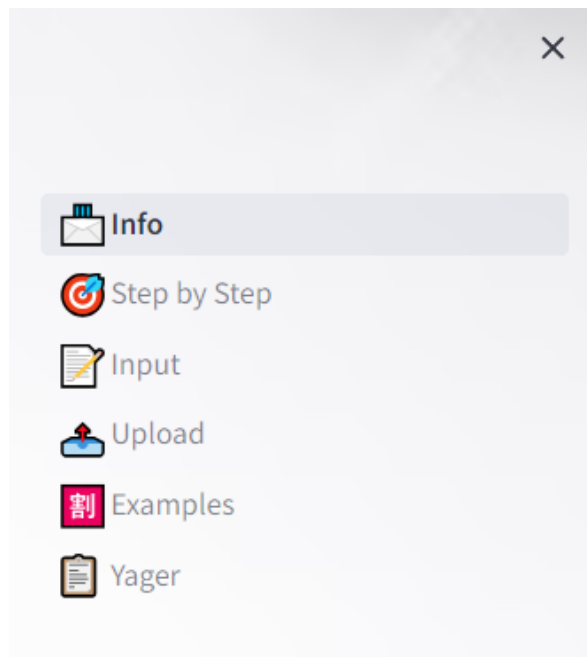 Info
Step by Step
Input
Upload
割 Examples
Yager